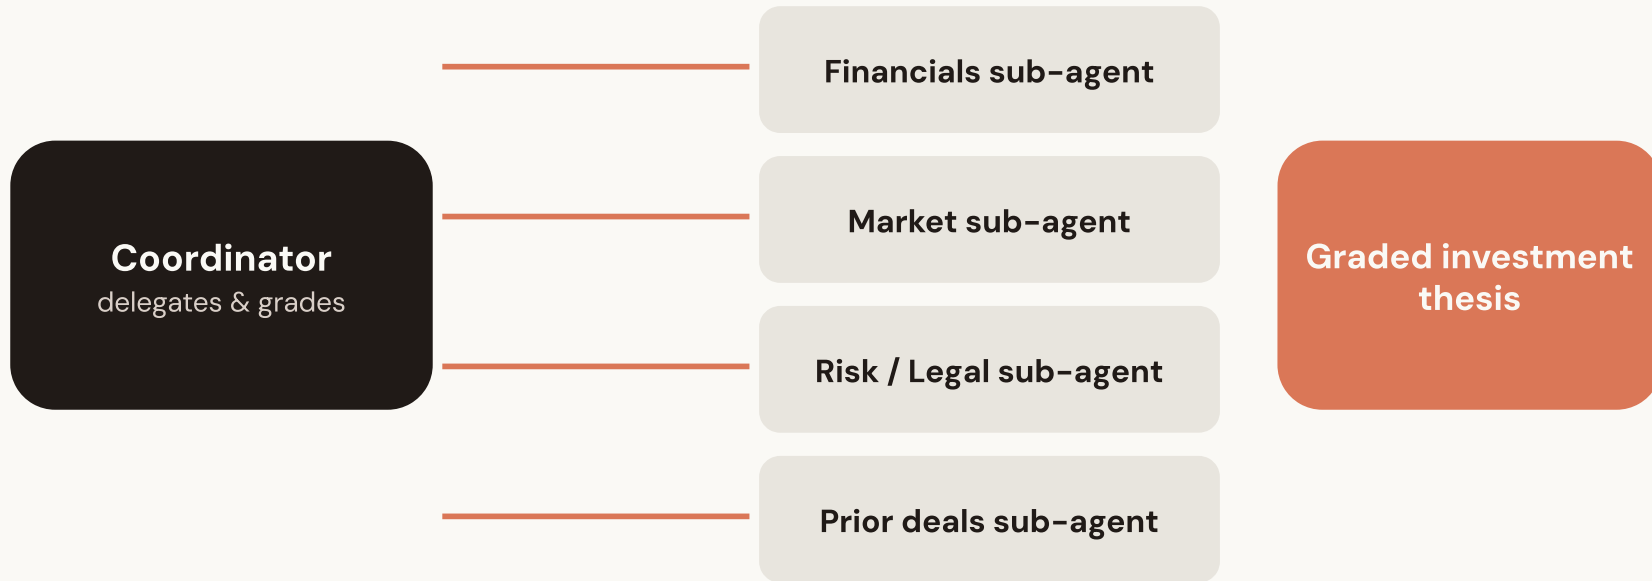 Financials sub-agent
Coordinator
delegates & grades
Market sub-agent
Risk / Legal sub-agent
Prior deals sub-agent
Graded investment
thesis